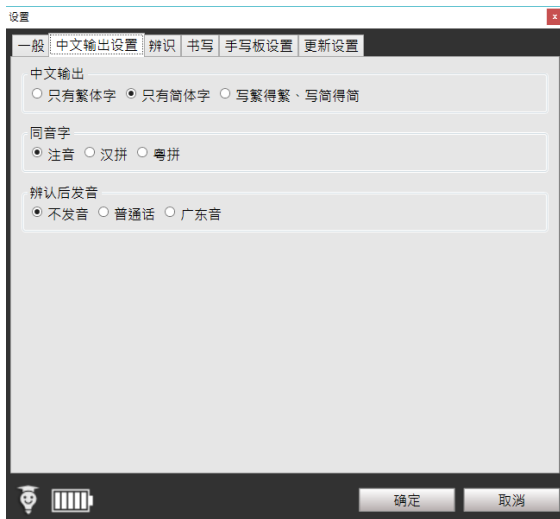 设置
x
一般 中文输出设置 辨识 书写 手写板设置 更新设置
中文输出
只有繁体字 只有简体字 写繁得繁、写简得简
同音字
注音 汉拼 粤拼
辨认后发音
不发音 普通话 广东音
确定 取消